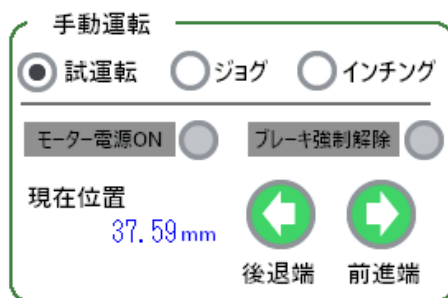 手動運転
試運転 ジョグ インチング
モーター電源ON ブレーキ強制解除
現在位置
37.59mm
後退端 前進端